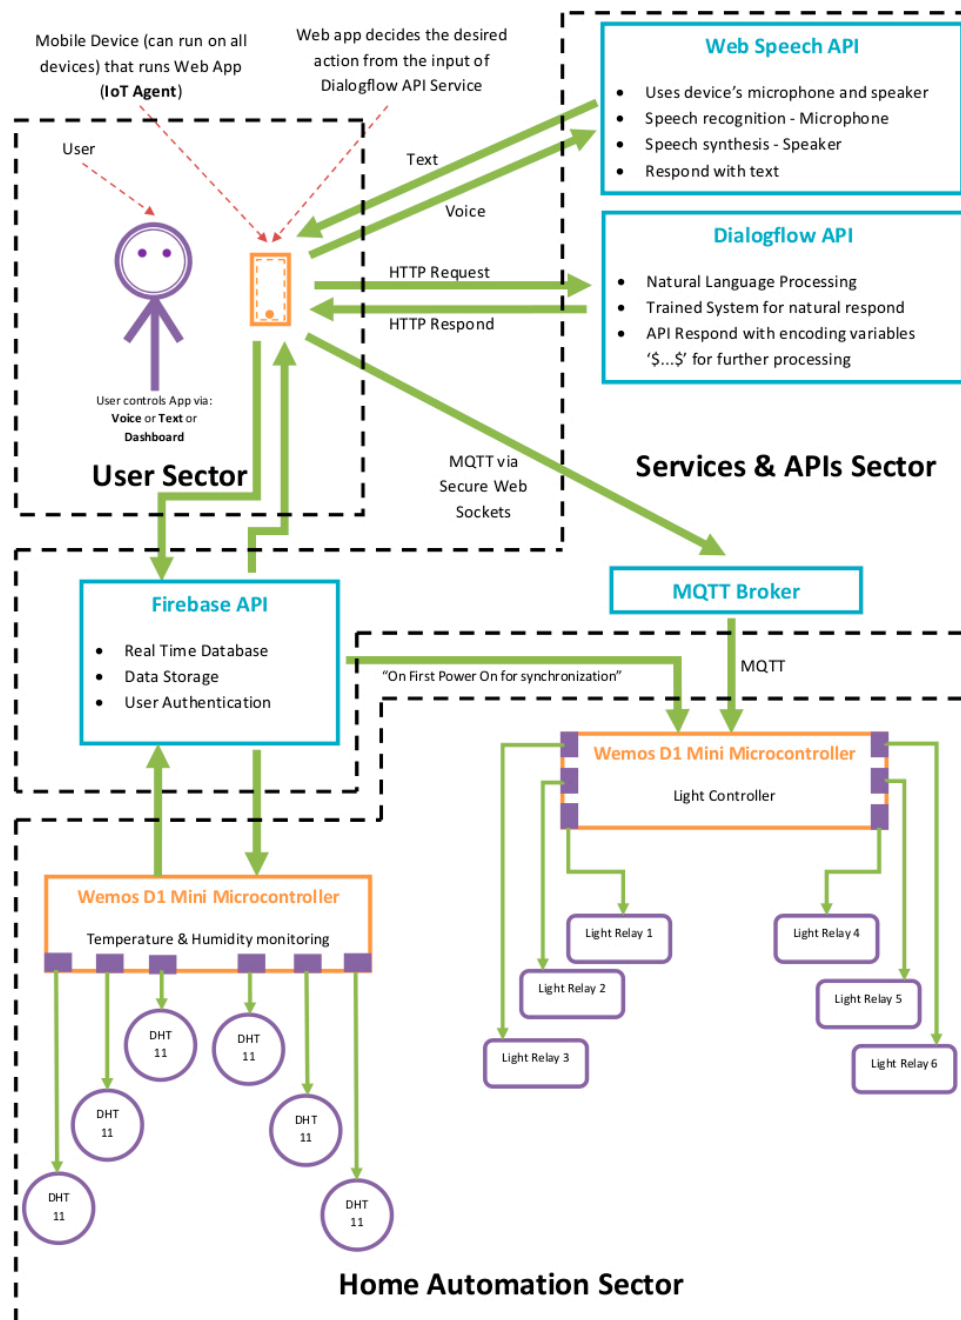 Mobile Device (can run on all
devices) that runs Web App
(IoT Agent)
Web app decides the desired
action from the input of
Dialogflow API Service
User
User controls App via:
Voice or Text or
Dashboard
User Sector
Text
Voice
HTTP Request
HTTP Respond
MQTT via
Secure Web
Sockets
Web Speech API
• Uses device's microphone and speaker
• Speech recognition - Microphone
• Speech synthesis - Speaker
• Respond with text
Dialogflow API
• Natural Language Processing
• Trained System for natural respond
• API Respond with encoding variables
‘$...$’ for further processing
Services & APIs Sector
Firebase API
• Real Time Database
• Data Storage
• User Authentication
MQTT Broker
“On First Power On for synchronization”
MQTT
Wemos D1 Mini Microcontroller
Light Controller
Light Relay 1
Light Relay 2
Light Relay 3
Light Relay 4
Light Relay 5
Light Relay 6
Wemos D1 Mini Microcontroller
Temperature & Humidity monitoring
DHT
11
DHT
11
DHT
11
DHT
11
DHT
11
DHT
11
Home Automation Sector